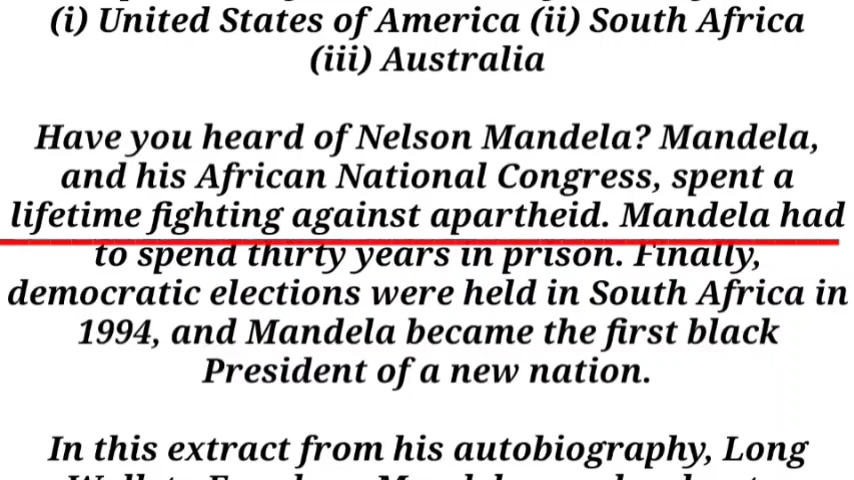 (i) United States of America (ii) South Africa
(iii) Australia
Have you heard of Nelson Mandela? Mandela,
and his African National Congress, spent a
lifetime fighting against apartheid. Mandela had
to spend thirty years in prison. Finally,
democratic elections were held in South Africa in
1994, and Mandela became the first black
President of a new nation.
In this extract from his autobiography, Long